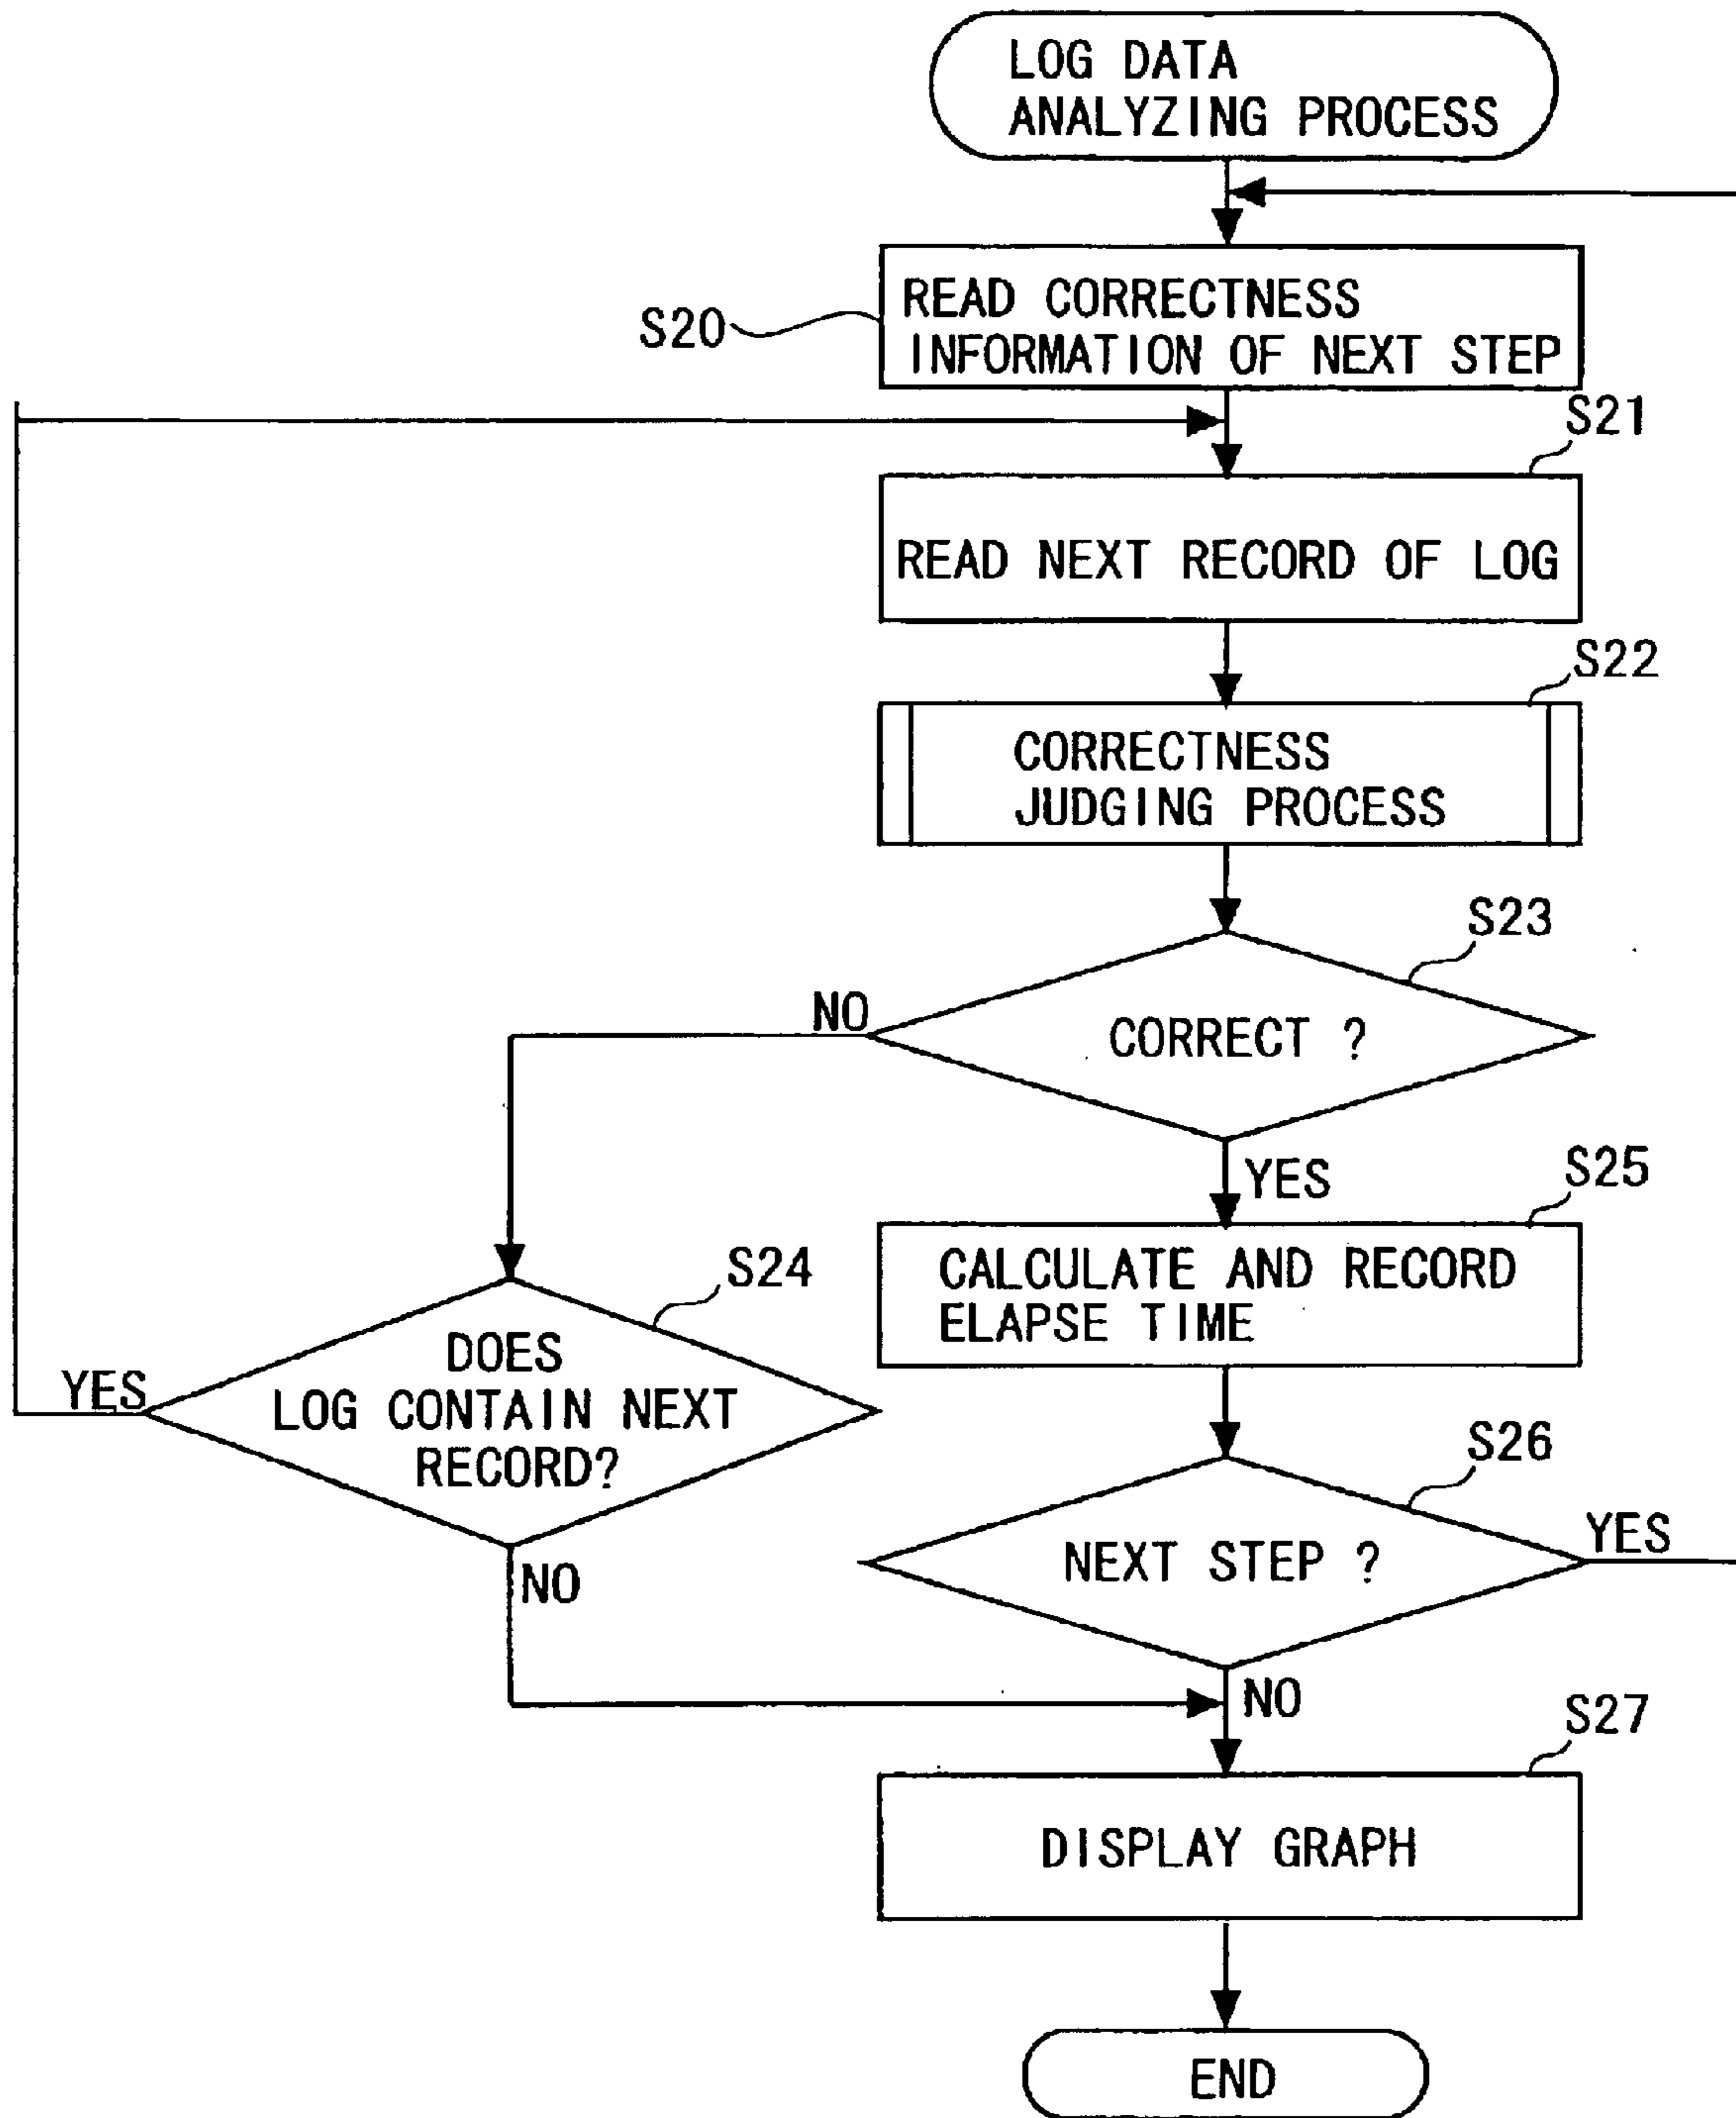 LOG DATA
ANALYZING PROCESS
S20
READ CORRECTNESS
INFORMATION OF NEXT STEP
S21
READ NEXT RECORD OF LOG
S22
CORRECTNESS
JUDGING PROCESS
S23
NO
CORRECT ?
YES
S25
CALCULATE AND RECORD
ELAPSE TIME
S24
DOES
LOG CONTAIN NEXT
RECORD?
YES
NO
S26
NEXT STEP ?
YES
NO
S27
DISPLAY GRAPH
END